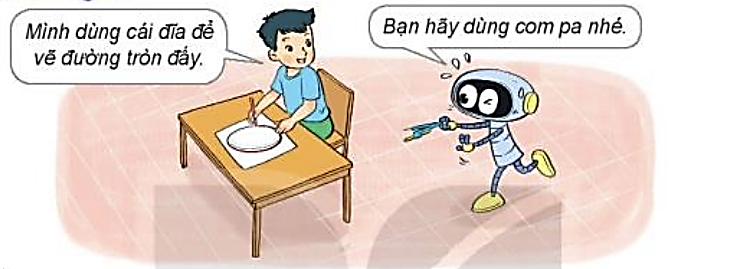 Mình dùng cái đĩa để
vẽ đường tròn đấy.
Bạn hãy dùng com pa nhé.